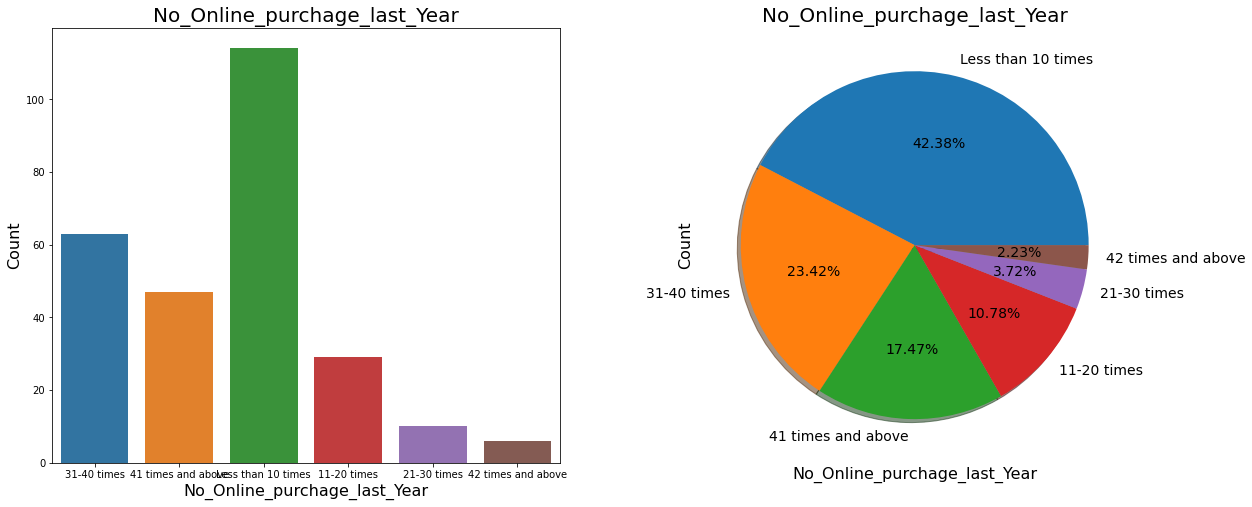 No_Online_purchage_last_Year
Count
100
80
60
40
20
0
31-40 times
41 times and above
Less than 10 times
11-20 times
21-30 times
42 times and above
No_Online_purchage_last_Year
No_Online_purchage_last_Year
Count
Less than 10 times
42.38%
31-40 times
23.42%
41 times and above
17.47%
11-20 times
10.78%
21-30 times
3.72%
42 times and above
2.23%
No_Online_purchage_last_Year